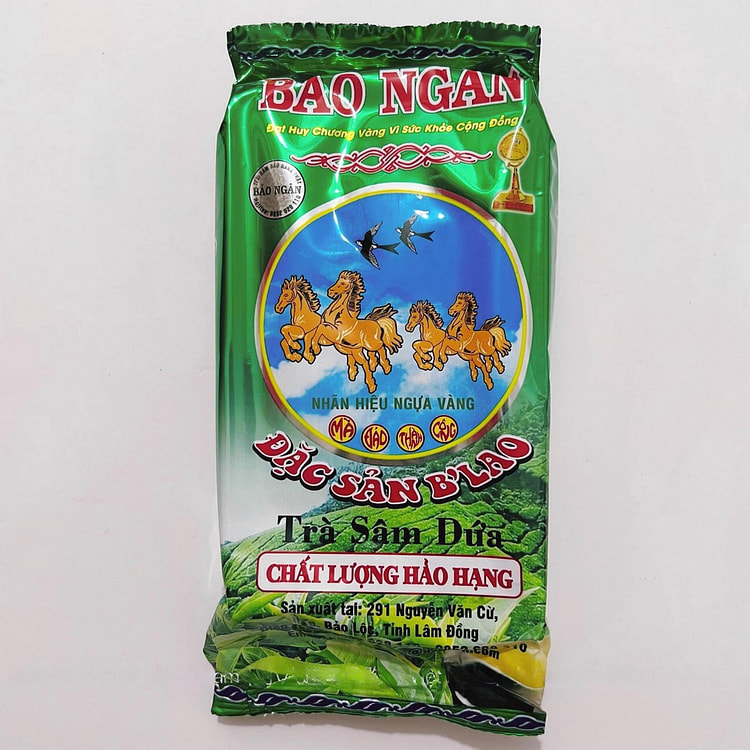 BẢO NGÂN
Đạt Huy Chương Vàng Vì Sức Khỏe Cộng Đồng
BẢO NGÂN
NHÃN HIỆU NGỰA VÀNG
MÃ ĐÁO THÀNH CÔNG
ĐẶC SẢN B'LAO
Trà Sâm Dứa
CHẤT LƯỢNG HẢO HẠNG
Sản xuất tại: 291 Nguyễn Văn Cừ,
Bảo Lộc, Tỉnh Lâm Đồng